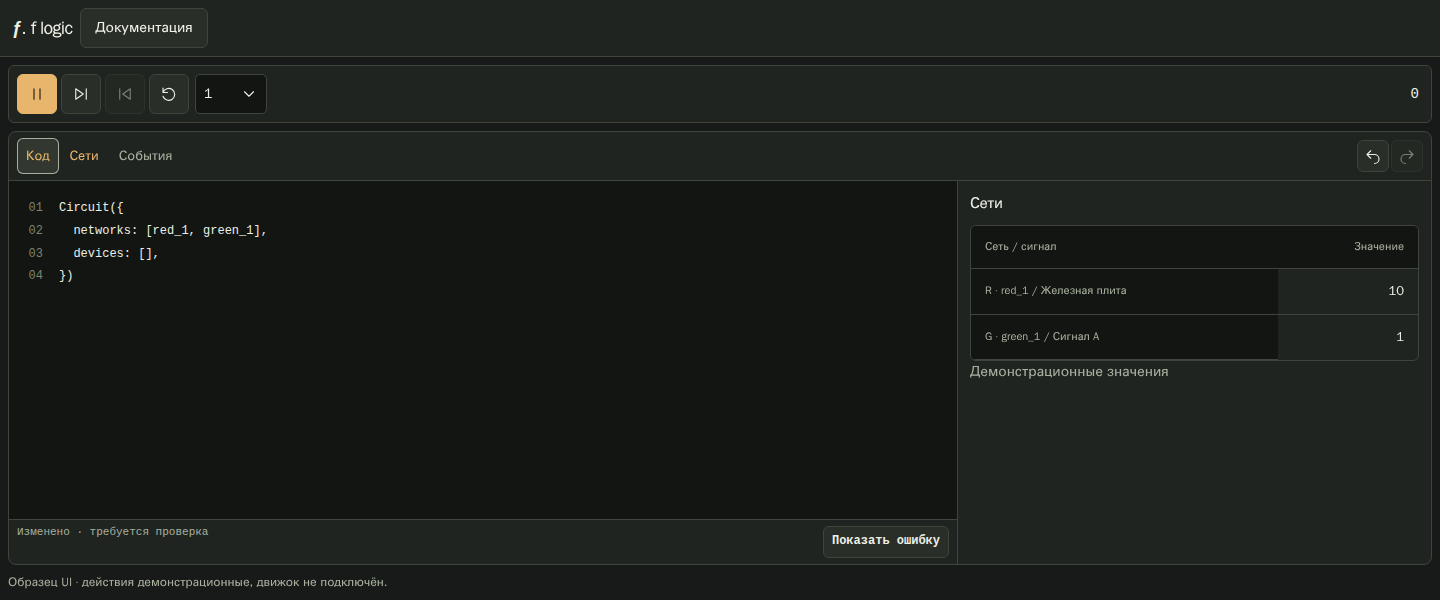 ƒ. f logic Документация
1 0
Код Сети События
01 Circuit({
02 networks: [red_1, green_1],
03 devices: [],
04 })
Сети
Сеть / сигнал Значение
R · red_1 / Железная плита 10
G · green_1 / Сигнал A 1
Демонстрационные значения
Изменено · требуется проверка
Показать ошибку
Образец UI · действия демонстрационные, движок не подключён.